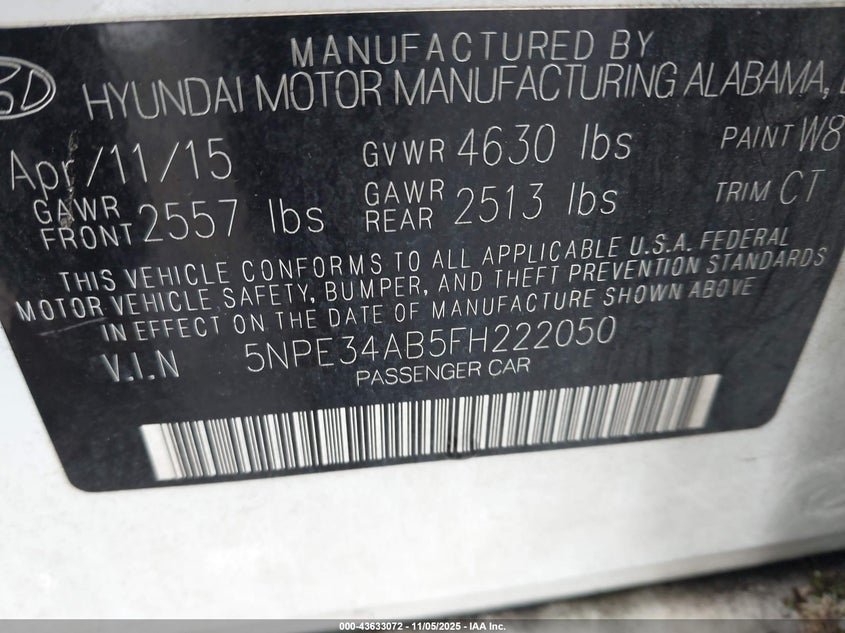 MANUFACTURED BY
HYUNDAI MOTOR MANUFACTURING ALABAMA,
Apr/11/15 GVWR 4630 lbs PAINT W8
GAWR FRONT 2557 lbs GAWR REAR 2513 lbs TRIM CT
THIS VEHICLE CONFORMS TO ALL APPLICABLE U.S.A. FEDERAL
MOTOR VEHICLE SAFETY, BUMPER, AND THEFT PREVENTION STANDARDS
IN EFFECT ON THE DATE OF MANUFACTURE SHOWN ABOVE
V.I.N 5NPE34AB5FH222050
PASSENGER CAR
000-43633072 - 11/05/2025 - IAA Inc.